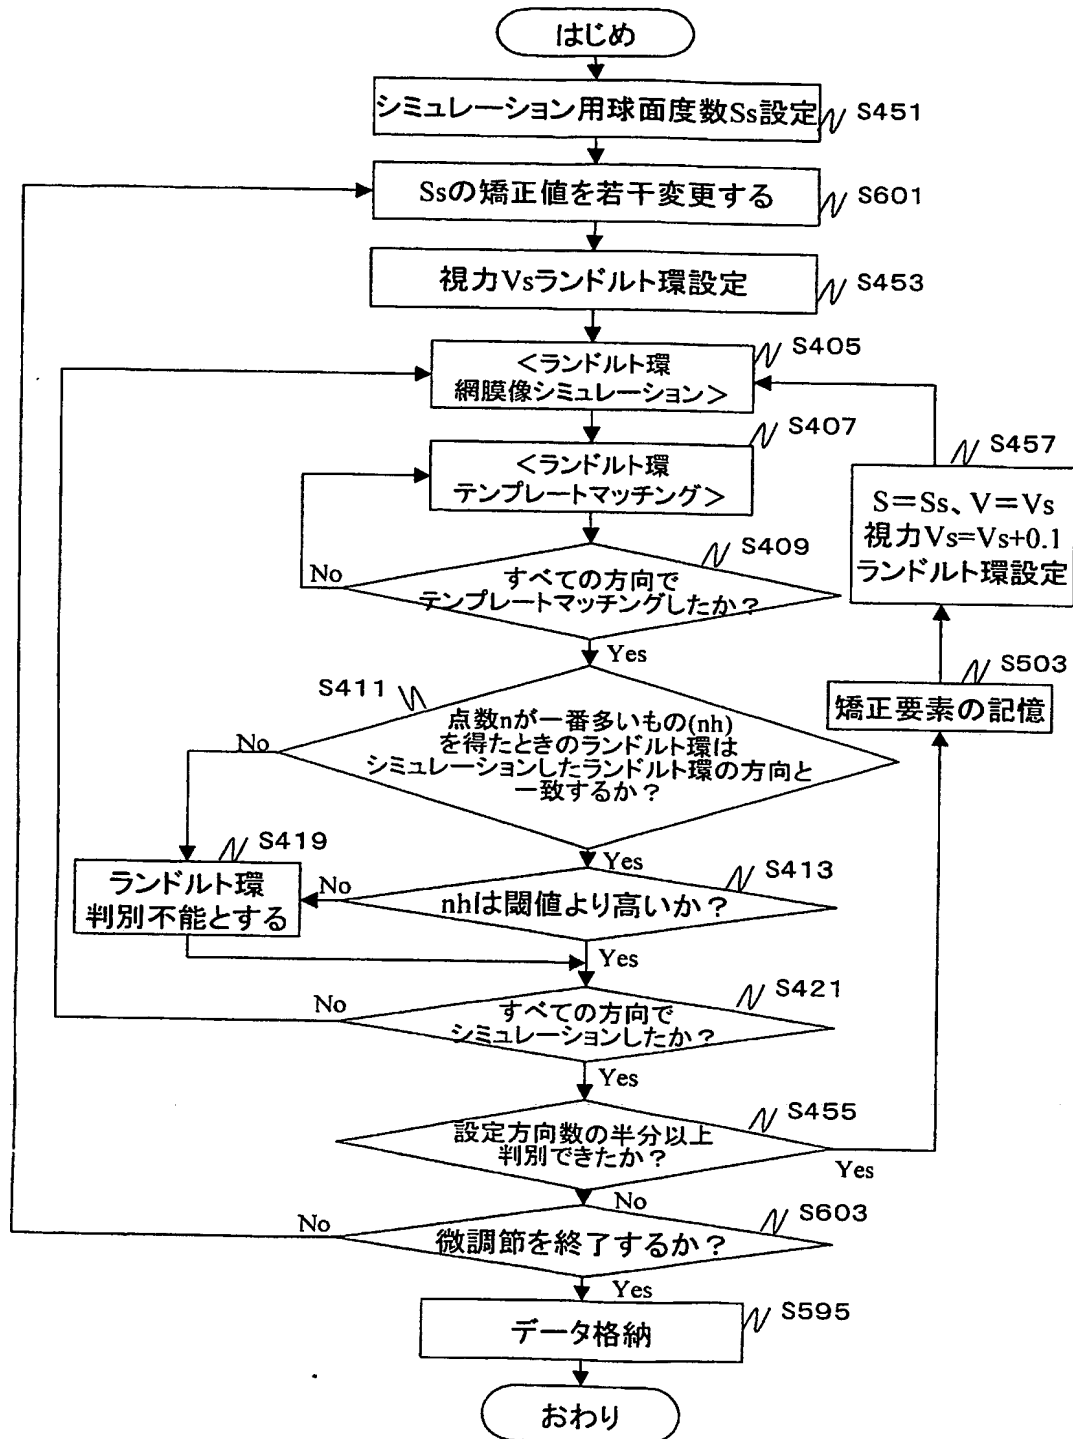 はじめ
シミュレーション用球面度数Ss設定
S451
Ssの矯正値を若干変更する
S601
視力Vsランドルト環設定
S453
<ランドルト環
網膜像シミュレーション>
S405
<ランドルト環
テンプレートマッチング>
S407
S457
S=Ss、V=Vs
視力Vs=Vs+0.1
ランドルト環設定
S409
No
すべての方向で
テンプレートマッチングしたか?
Yes
S503
矯正要素の記憶
S411
点数nが一番多いもの(nh)
を得たときのランドルト環は
シミュレーションしたランドルト環の方向と
一致するか?
No
Yes
S419
ランドルト環
判別不能とする
No
S413
nhは閾値より高いか?
Yes
S421
No
すべての方向で
シミュレーションしたか?
Yes
S455
設定方向数の半分以上
判別できたか?
Yes
No
S603
No
微調節を終了するか?
Yes
S595
データ格納
おわり